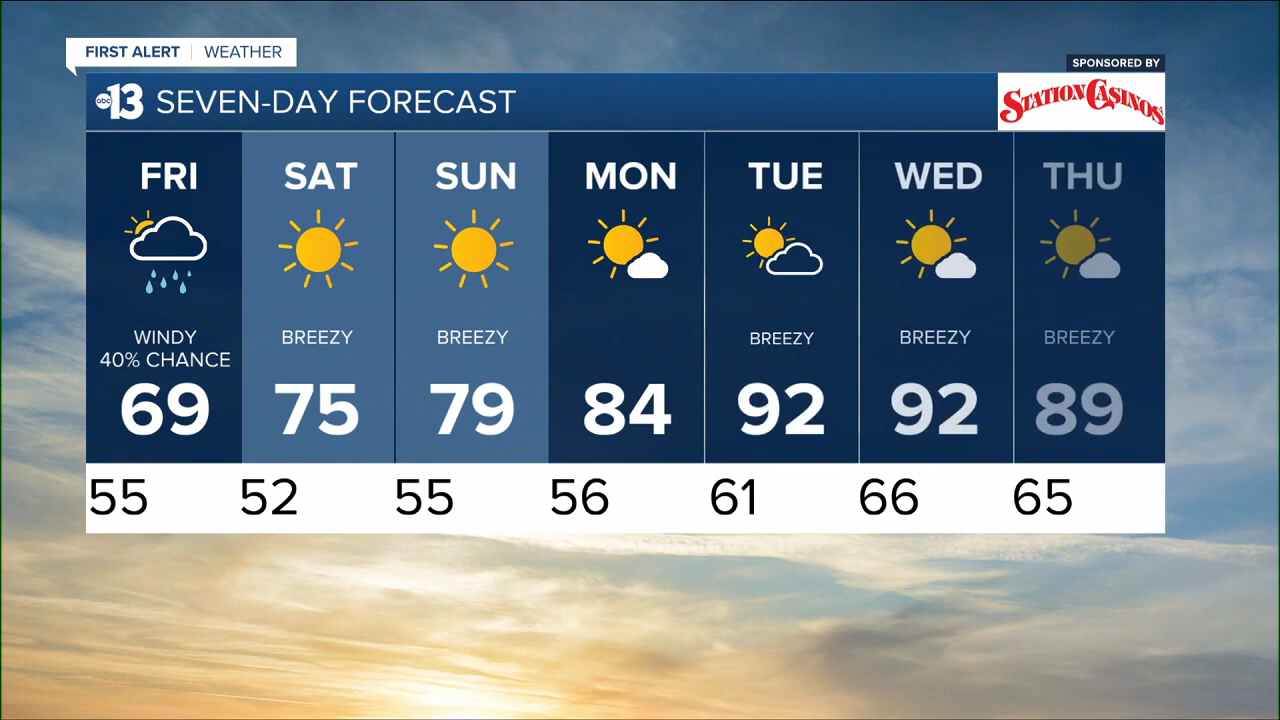 FIRST ALERT | WEATHER
SPONSORED BY
abc 13 SEVEN-DAY FORECAST
STATION CASINOS
FRI SAT SUN MON TUE WED THU
WINDY BREEZY BREEZY BREEZY BREEZY BREEZY
40% CHANCE
69 75 79 84 92 92 89
55 52 55 56 61 66 65